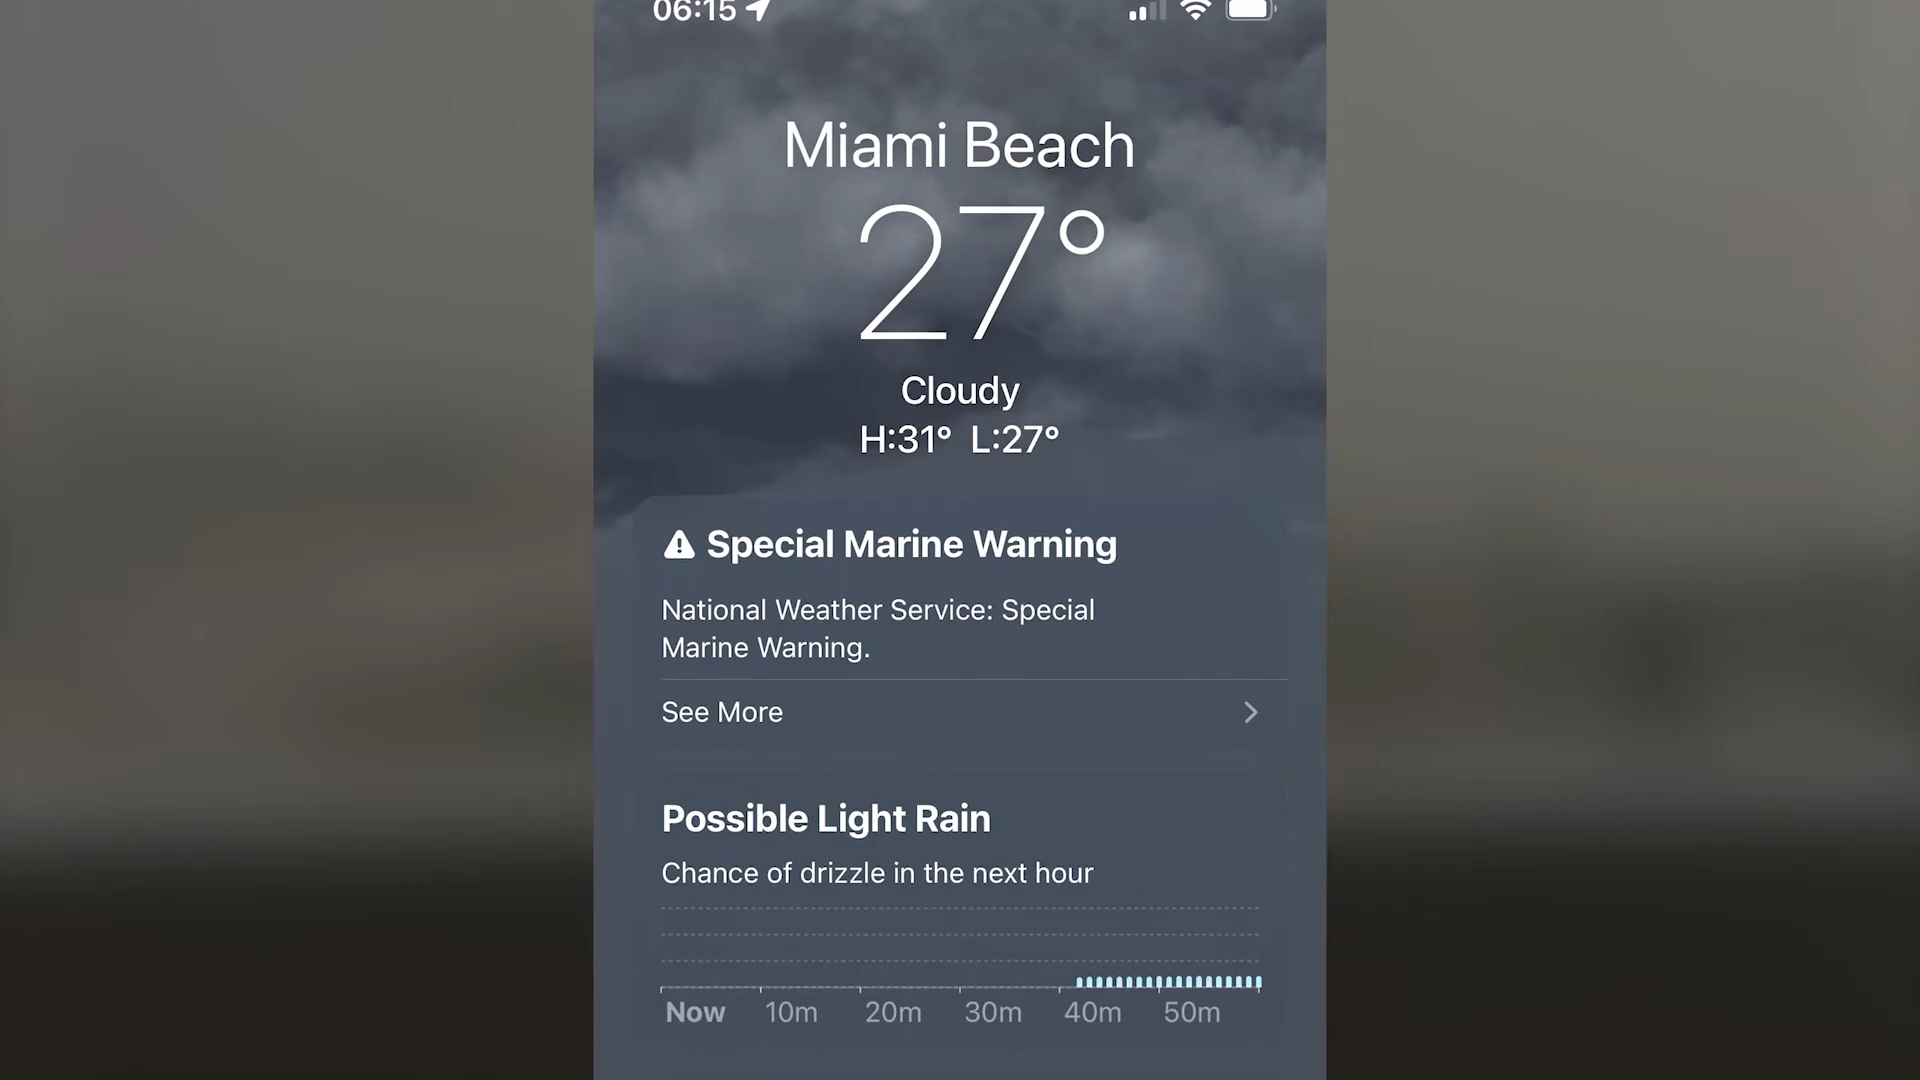 06:15
Miami Beach
27°
Cloudy
H:31° L:27°
Special Marine Warning
National Weather Service: Special
Marine Warning.
See More
Possible Light Rain
Chance of drizzle in the next hour
Now 10m 20m 30m 40m 50m